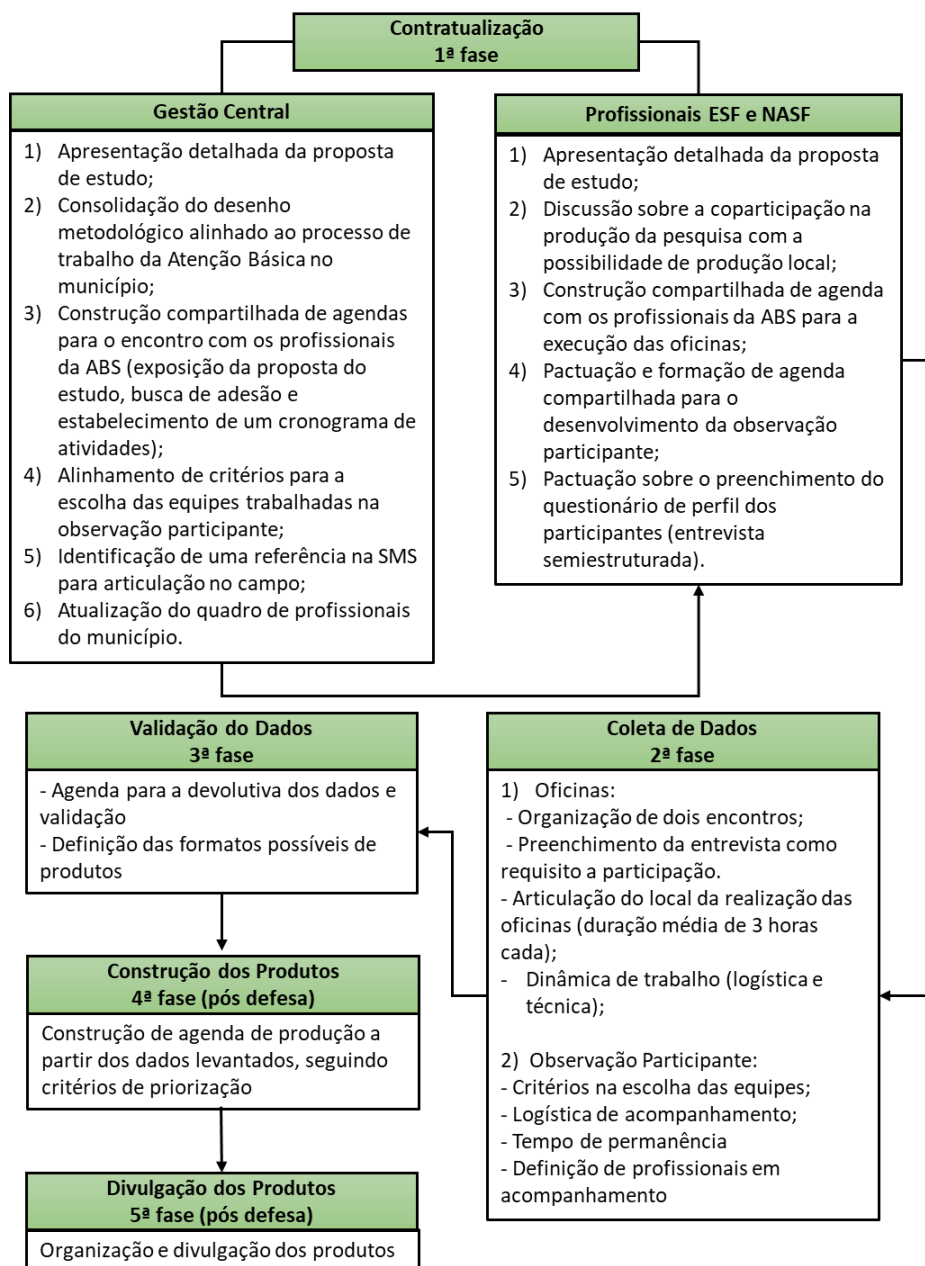 Contratualização
1ª fase
Gestão Central
1) Apresentação detalhada da proposta
de estudo;
2) Consolidação do desenho
metodológico alinhado ao processo de
trabalho da Atenção Básica no
município;
3) Construção compartilhada de agendas
para o encontro com os profissionais
da ABS (exposição da proposta do
estudo, busca de adesão e
estabelecimento de um cronograma de
atividades);
4) Alinhamento de critérios para a
escolha das equipes trabalhadas na
observação participante;
5) Identificação de uma referência na SMS
para articulação no campo;
6) Atualização do quadro de profissionais
do município.
Profissionais ESF e NASF
1) Apresentação detalhada da proposta
de estudo;
2) Discussão sobre a coparticipação na
produção da pesquisa com a
possibilidade de produção local;
3) Construção compartilhada de agenda
com os profissionais da ABS para a
execução das oficinas;
4) Pactuação e formação de agenda
compartilhada para o
desenvolvimento da observação
participante;
5) Pactuação sobre o preenchimento do
questionário de perfil dos
participantes (entrevista
semiestruturada).
Coleta de Dados
2ª fase
1) Oficinas:
- Organização de dois encontros;
- Preenchimento da entrevista como
requisito a participação.
- Articulação do local da realização das
oficinas (duração média de 3 horas
cada);
- Dinâmica de trabalho (logística e
técnica);
2) Observação Participante:
- Critérios na escolha das equipes;
- Logística de acompanhamento;
- Tempo de permanência
- Definição de profissionais em
acompanhamento
Validação do Dados
3ª fase
- Agenda para a devolutiva dos dados e
validação
- Definição das formatos possíveis de
produtos
Construção dos Produtos
4ª fase (pós defesa)
Construção de agenda de produção a
partir dos dados levantados, seguindo
critérios de priorização
Divulgação dos Produtos
5ª fase (pós defesa)
Organização e divulgação dos produtos